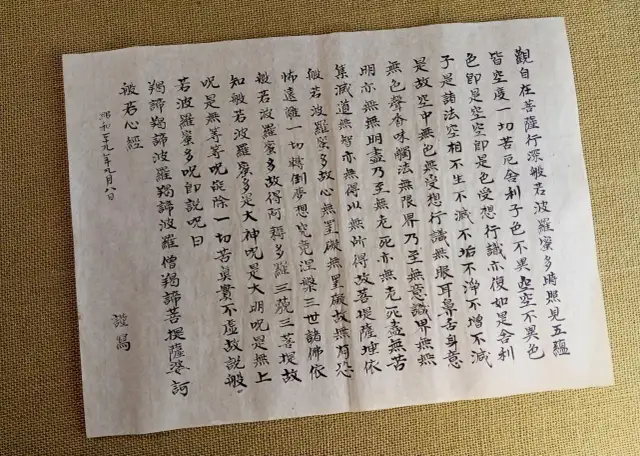 觀自在菩薩行深般若波羅蜜多時照見五蘊
皆空度一切苦厄舍利子色不異空空不異色
色即是空空即是色受想行識亦復如是舍利
子是諸法空相不生不滅不垢不淨不增不減
是故空中無色無受想行識無眼耳鼻舌身意
無色聲香味觸法無眼界乃至無意識界無無
明亦無無明盡乃至無老死亦無老死盡無苦
集滅道無智亦無得以無所得故菩提薩埵依
般若波羅蜜多故心無罣礙無罣礙故無有恐
怖遠離一切顛倒夢想究竟涅槃三世諸佛依
般若波羅蜜多故得阿耨多羅三藐三菩提故
知般若波羅蜜多是大神呪是大明呪是無上
呪是無等等呪能除一切苦眞實不虛故説般
若波羅蜜多呪即説呪曰
羯諦羯諦波羅羯諦波羅僧羯諦菩提薩婆訶
般若心經
昭和 九年九月八日
謹寫